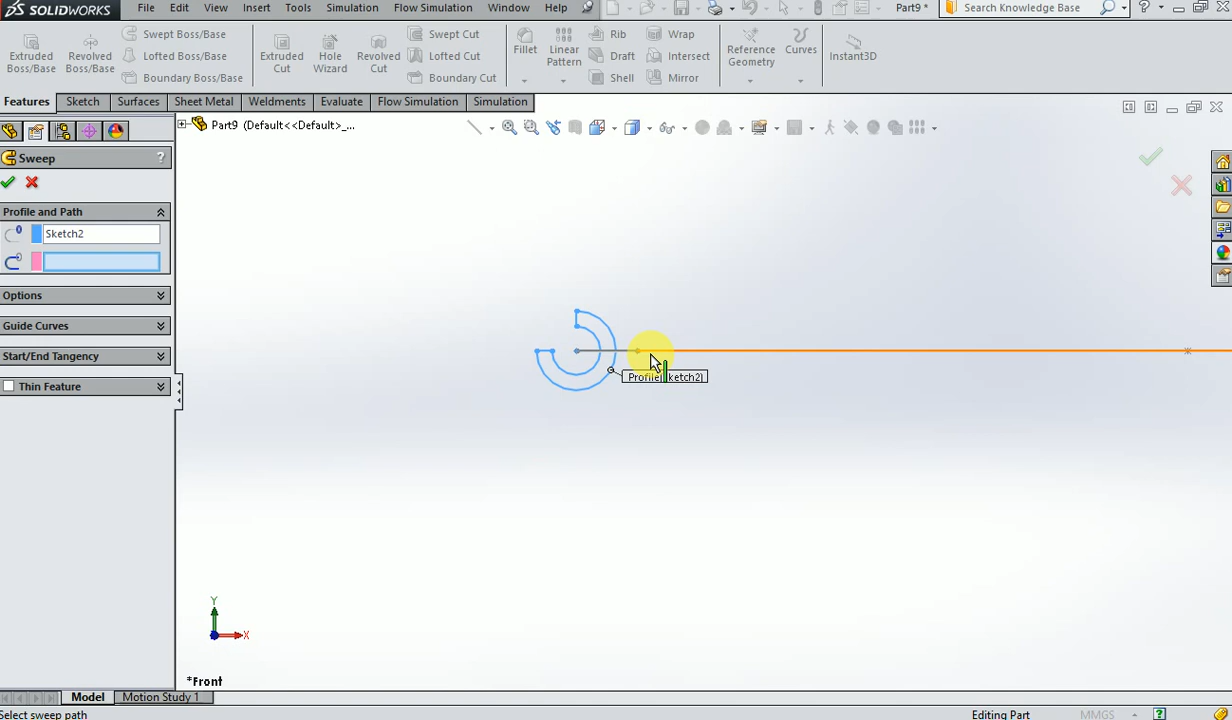 SOLIDWORKS File Edit View Insert Tools Simulation Flow Simulation Window Help Part9 * Search Knowledge Base ?
Extruded Boss/Base
Revolved Boss/Base
Swept Boss/Base
Lofted Boss/Base
Boundary Boss/Base
Extruded Cut
Hole Wizard
Revolved Cut
Swept Cut
Lofted Cut
Boundary Cut
Fillet
Linear Pattern
Rib
Draft
Shell
Wrap
Intersect
Mirror
Reference Geometry
Curves
Instant3D
Features Sketch Surfaces Sheet Metal Weldments Evaluate Flow Simulation Simulation
Part9 (Default<<Default>_...
Sweep ?
Profile and Path
Sketch2
Options
Guide Curves
Start/End Tangency
Thin Feature
Y
X
*Front
Model Motion Study 1
Select sweep path Editing Part MMGS ?